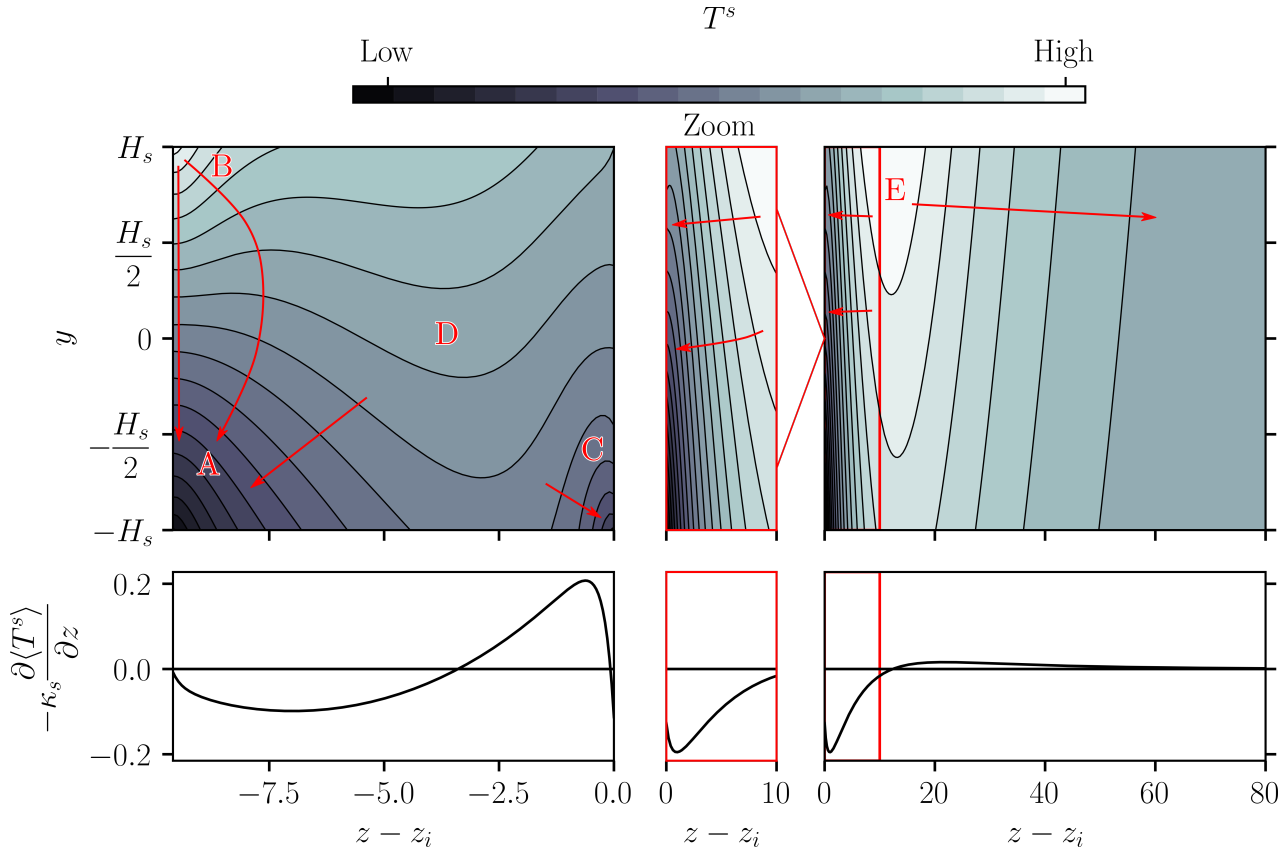 T^s
Low High
Zoom
H_s
H_s/2
0
−H_s/2
−H_s
y
B
D
A
C
E
0.2
0.0
−0.2
−κ_s ∂⟨T^s⟩/∂z
−7.5 −5.0 −2.5 0.0
0 10
0 20 40 60 80
z − z_i
z − z_i
z − z_i